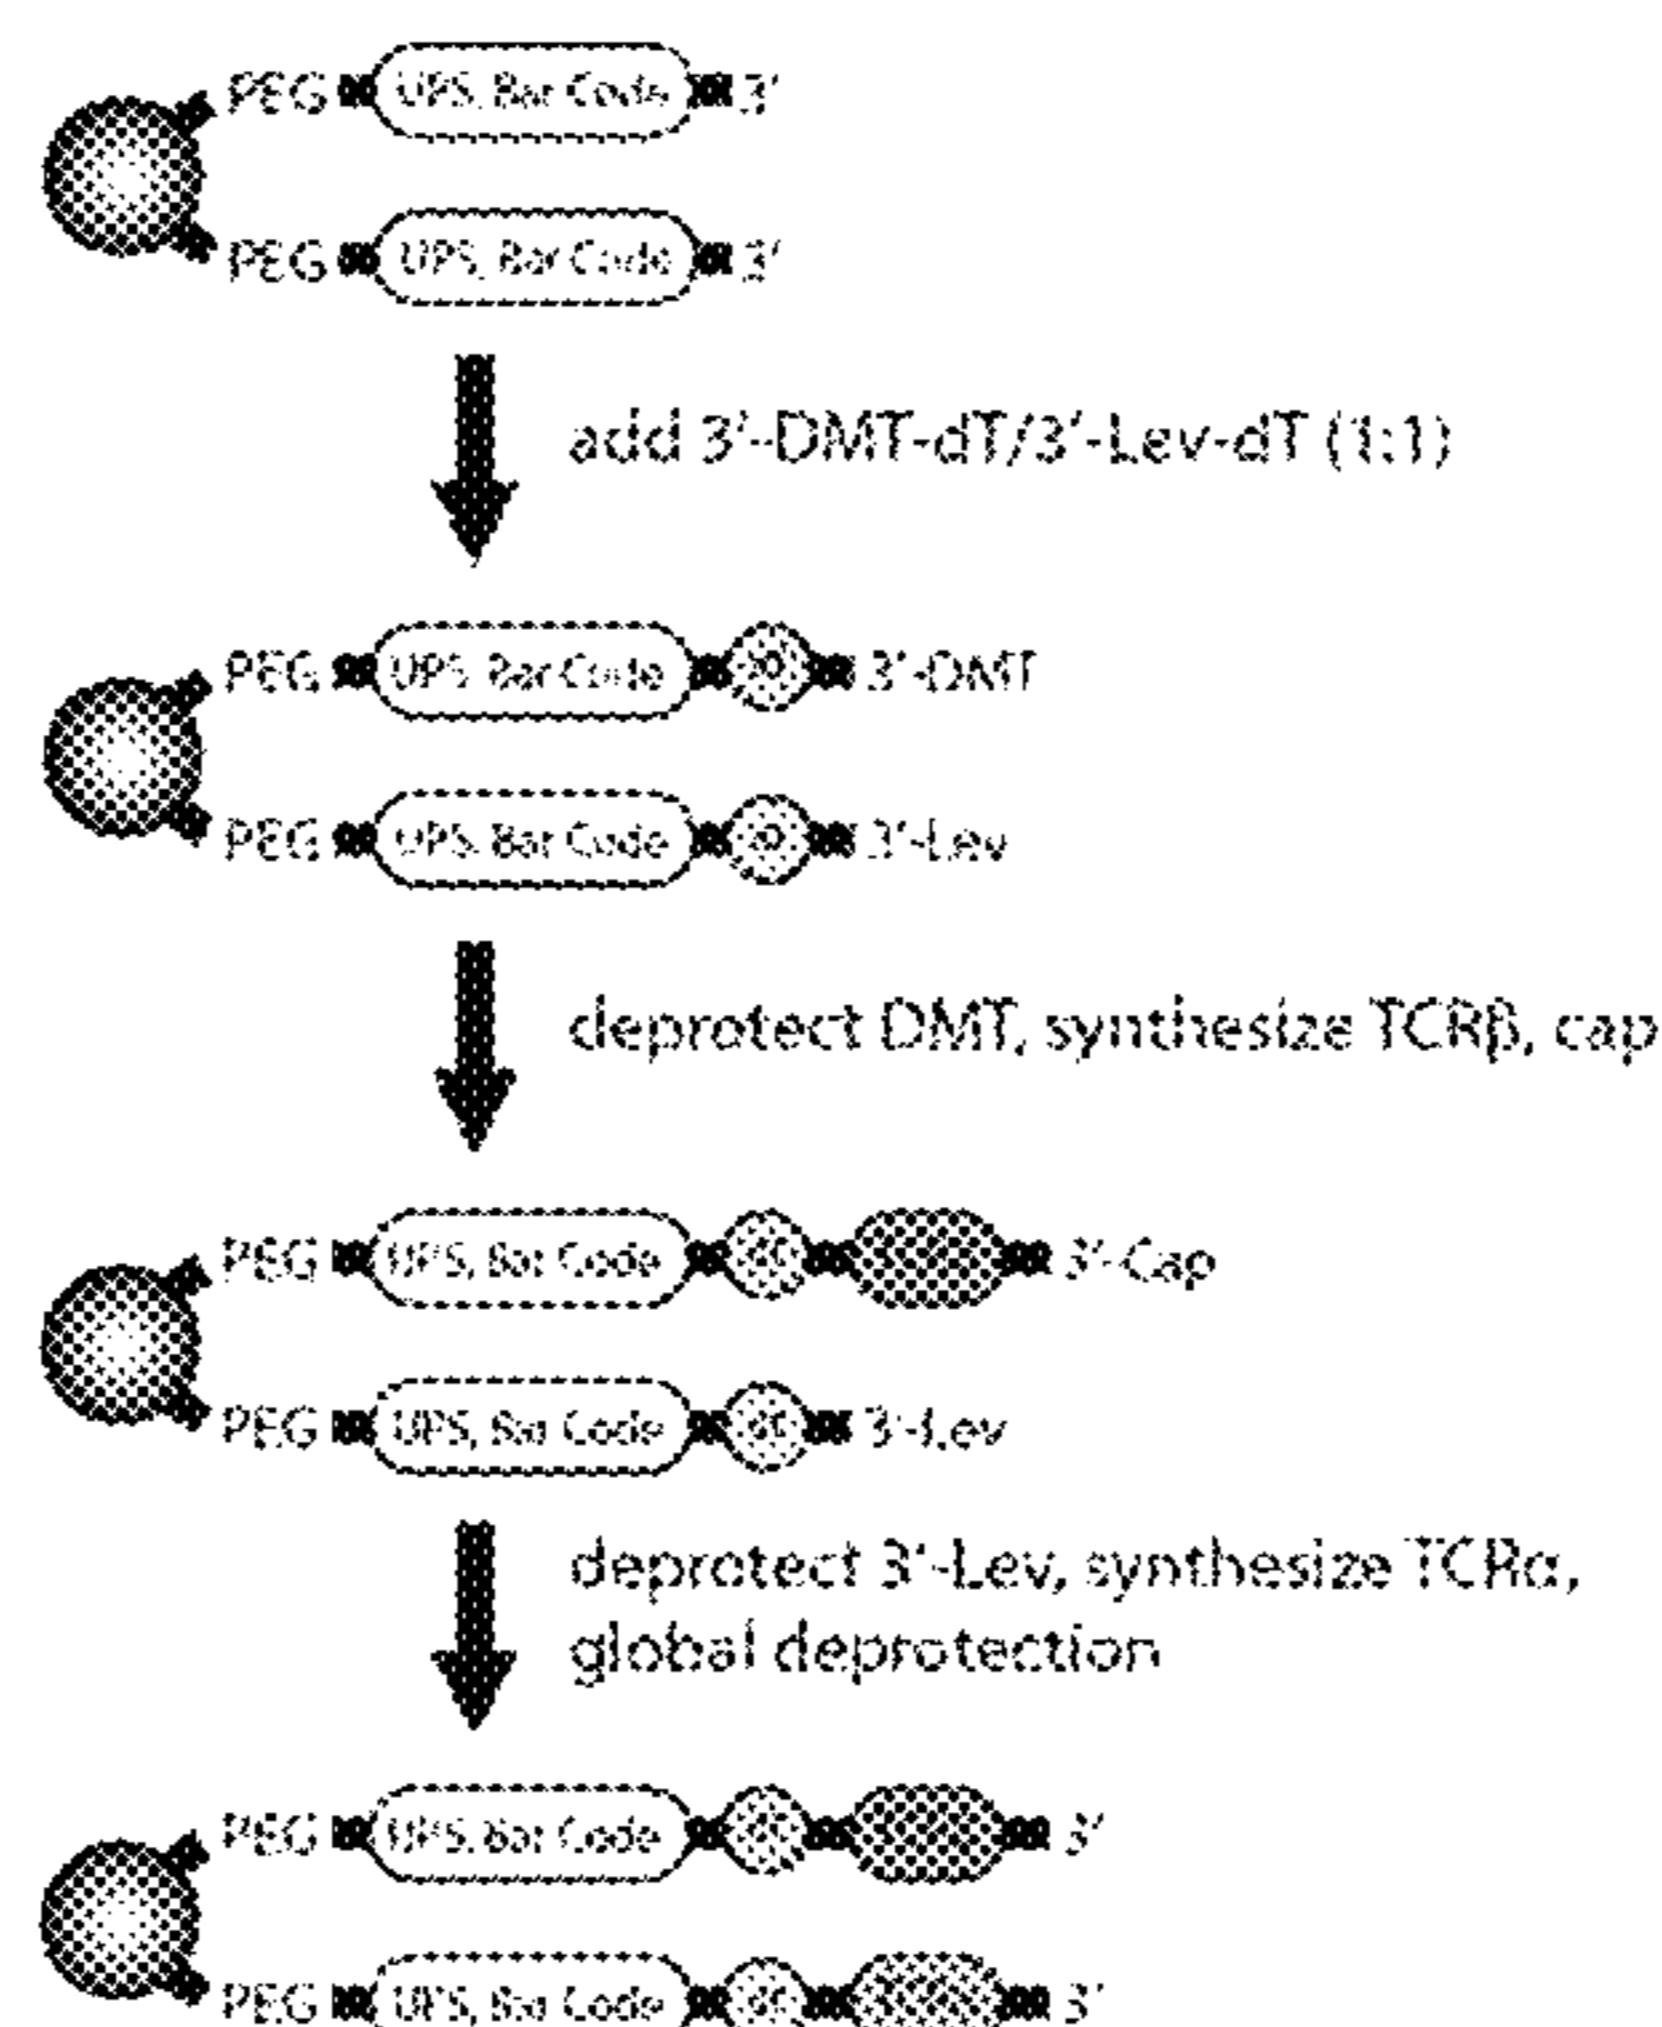 PEG UPS, Bar Code 3'
PEG UPS, Bar Code 3'
add 3'-DMT-dT/3'-Lev-dT (1:1)
PEG UPS, Bar Code 3'-DMT
PEG UPS, Bar Code 3'-Lev
deprotect DMT, synthesize TCRβ, cap
PEG UPS, Bar Code 3'-Cap
PEG UPS, Bar Code 3'-Lev
deprotect 3'-Lev, synthesize TCRα,
global deprotection
PEG UPS, Bar Code 3'
PEG UPS, Bar Code 3'